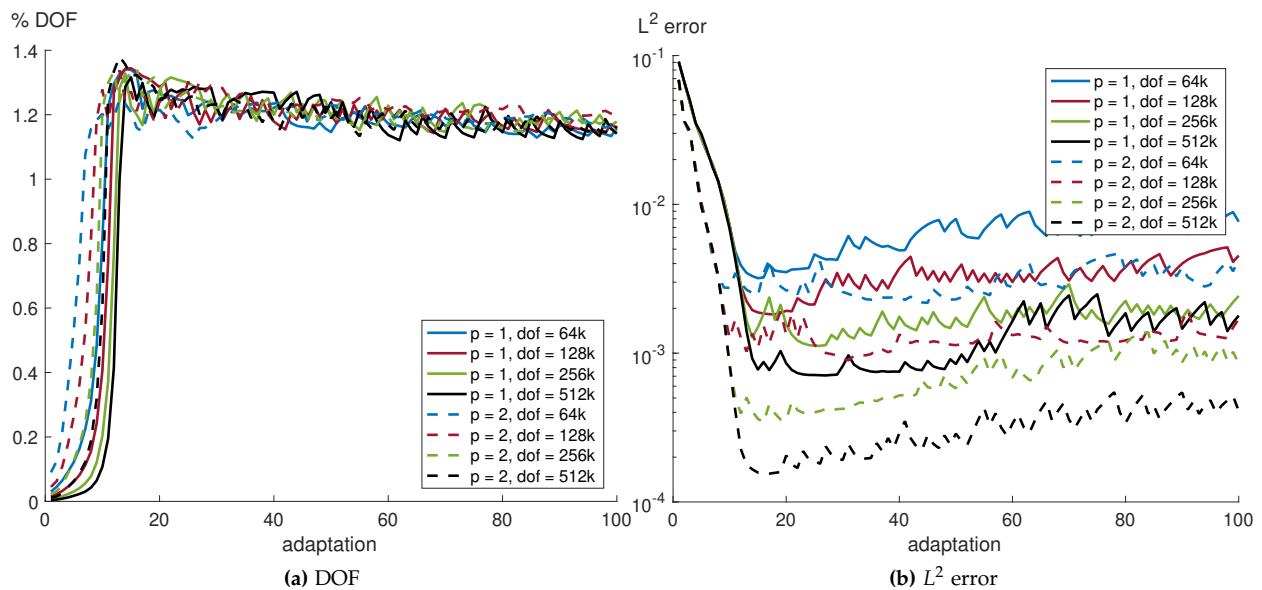 % DOF
1.4
1.2
1
0.8
0.6
0.4
0.2
0
0 20 40 60 80 100
adaptation
p = 1, dof = 64k
p = 1, dof = 128k
p = 1, dof = 256k
p = 1, dof = 512k
p = 2, dof = 64k
p = 2, dof = 128k
p = 2, dof = 256k
p = 2, dof = 512k
(a) DOF
L² error
10⁻¹
10⁻²
10⁻³
10⁻⁴
0 20 40 60 80 100
adaptation
p = 1, dof = 64k
p = 1, dof = 128k
p = 1, dof = 256k
p = 1, dof = 512k
p = 2, dof = 64k
p = 2, dof = 128k
p = 2, dof = 256k
p = 2, dof = 512k
(b) L² error